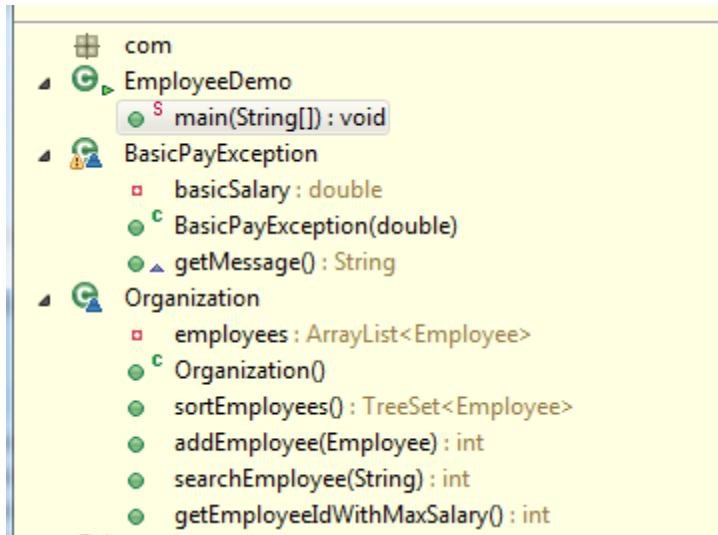 com
EmployeeDemo
S main(String[]) : void
BasicPayException
basicSalary : double
C BasicPayException(double)
getMessage() : String
Organization
employees : ArrayList<Employee>
C Organization()
sortEmployees() : TreeSet<Employee>
addEmployee(Employee) : int
searchEmployee(String) : int
getEmployeeIdWithMaxSalary() : int